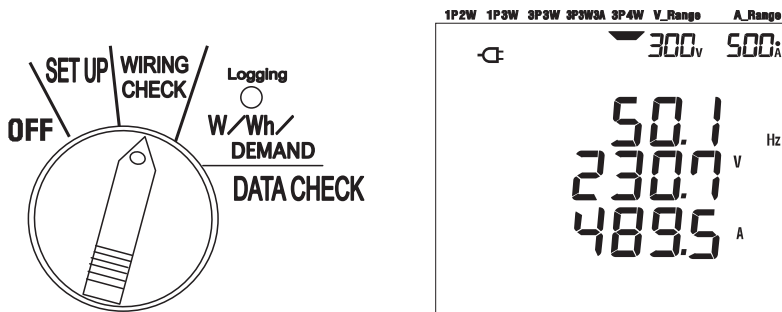 OFF
SET UP
WIRING
CHECK
Logging
W/Wh/
DEMAND
DATA CHECK
1P2W 1P3W 3P3W 3P3W3A 3P4W V_Range A_Range
300V 500A
50.1 Hz
230.7 V
489.5 A